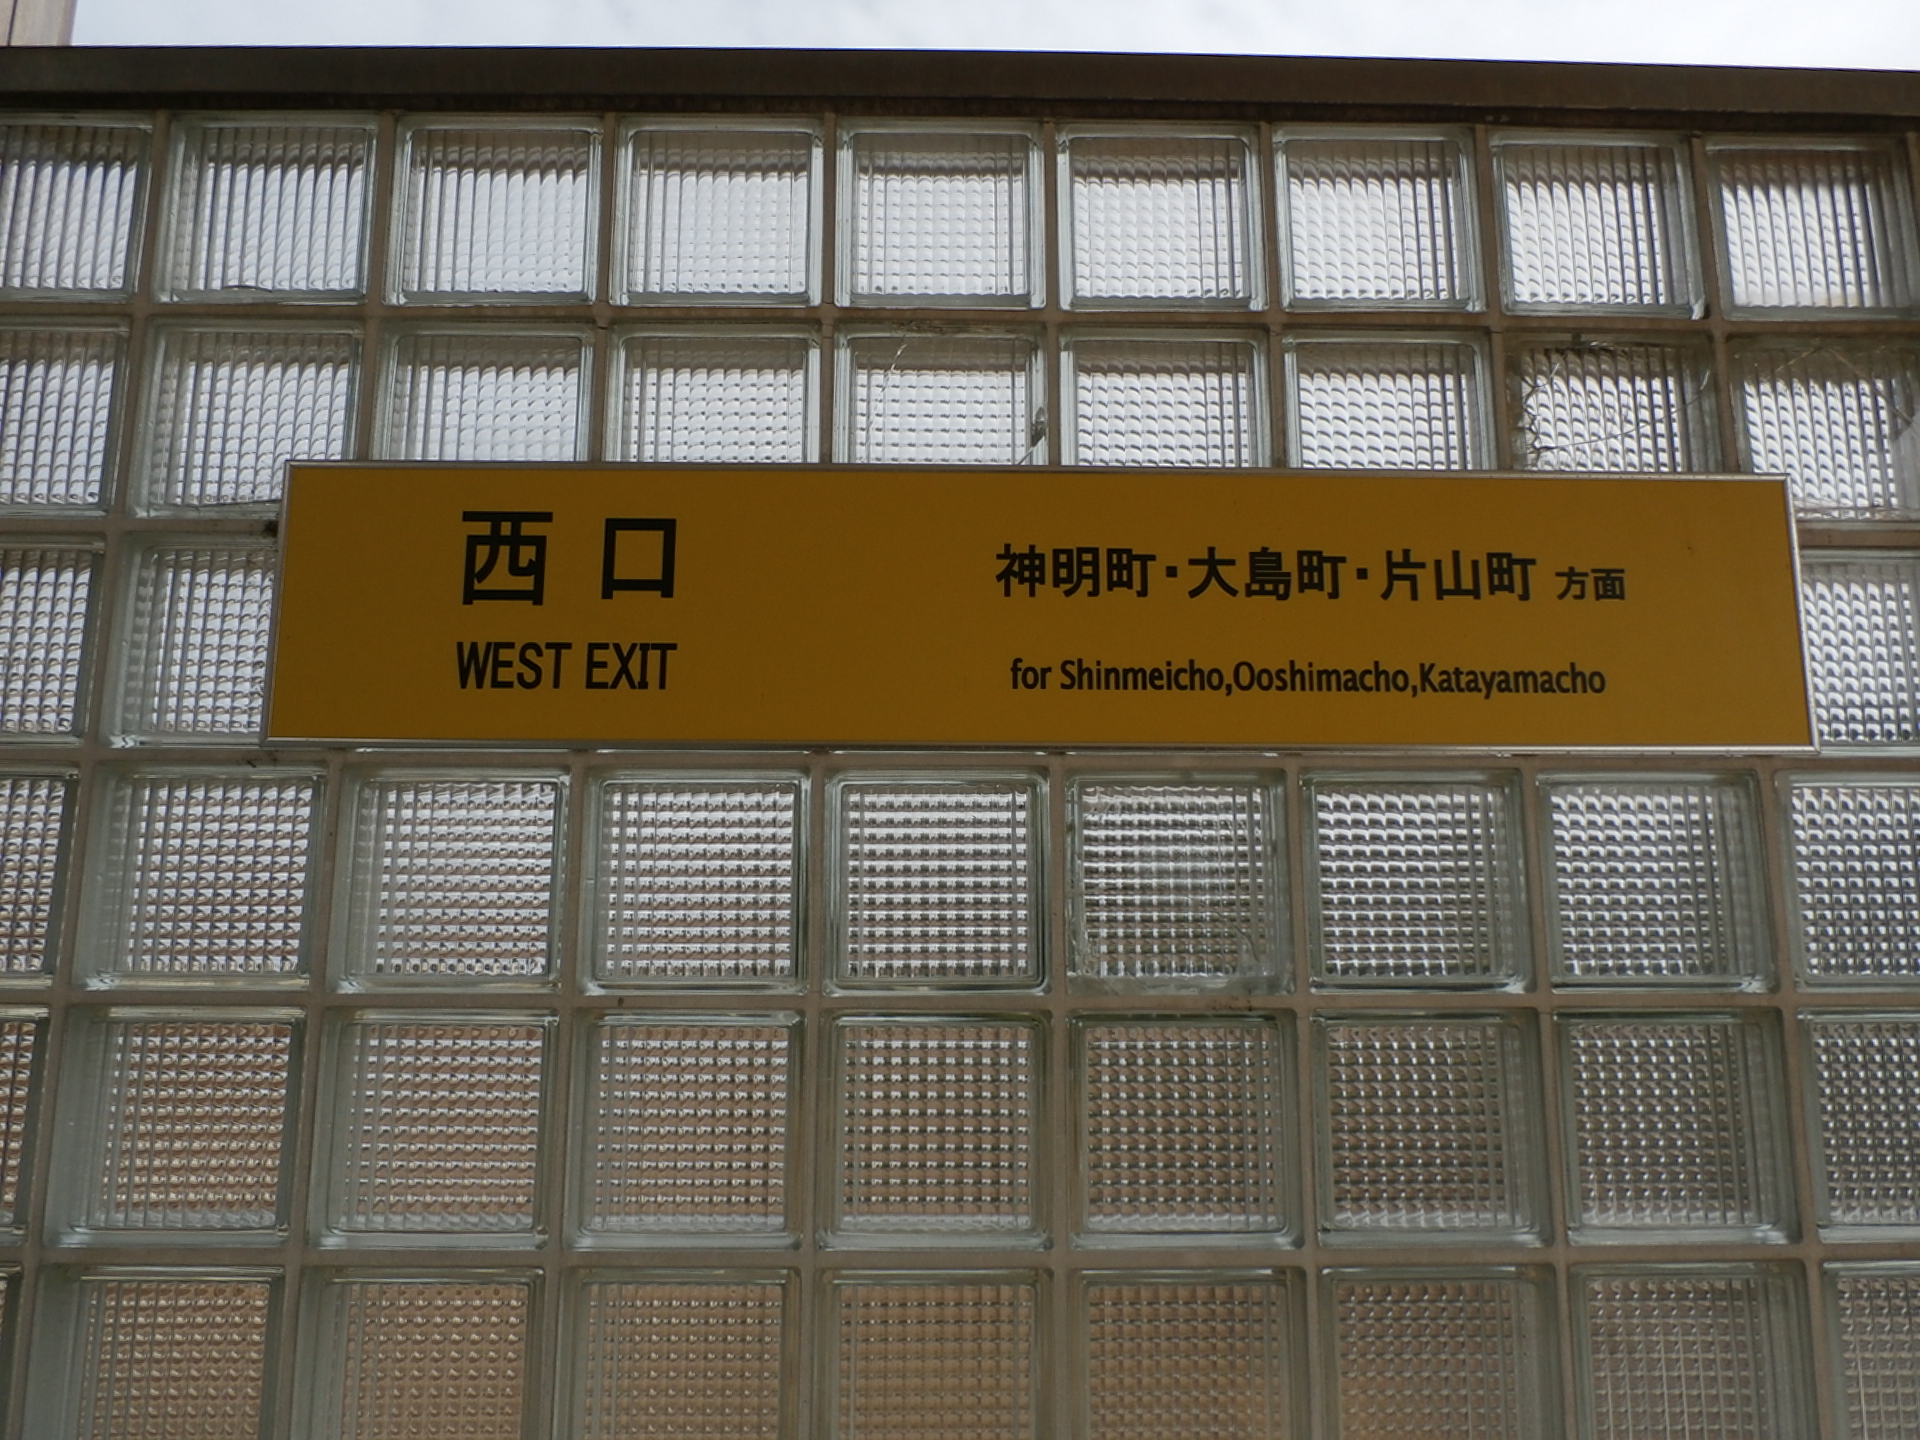 西口
WEST EXIT
神明町・大島町・片山町 方面
for Shinmeicho,Ooshimacho,Katayamacho